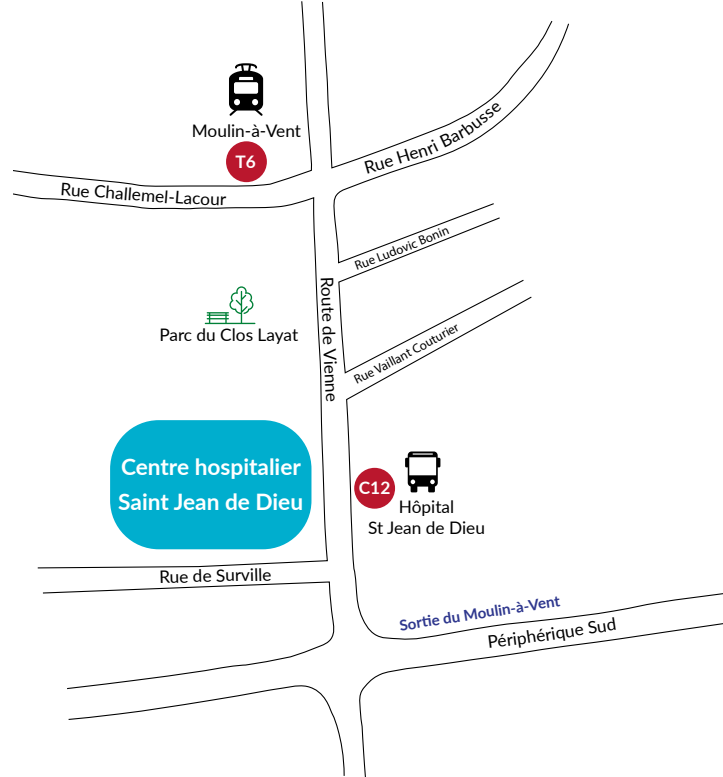 Moulin-à-Vent
T6
Rue Henri Barbusse
Rue Challemel-Lacour
Rue Ludovic Bonin
Route de Vienne
Parc du Clos Layat
Rue Vaillant Couturier
Centre hospitalier
Saint Jean de Dieu
C12
Hôpital
St Jean de Dieu
Rue de Surville
Sortie du Moulin-à-Vent
Périphérique Sud